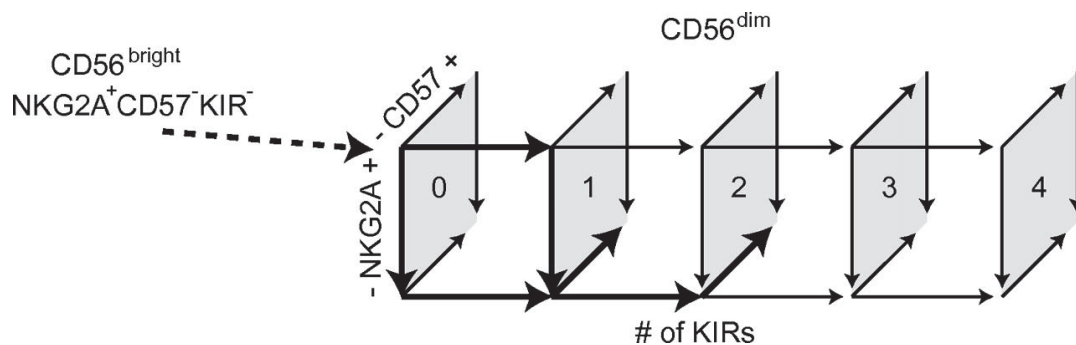 CD56bright
NKG2A+CD57-KIR-
CD56dim
- CD57 +
- NKG2A +
0
1
2
3
4
# of KIRs